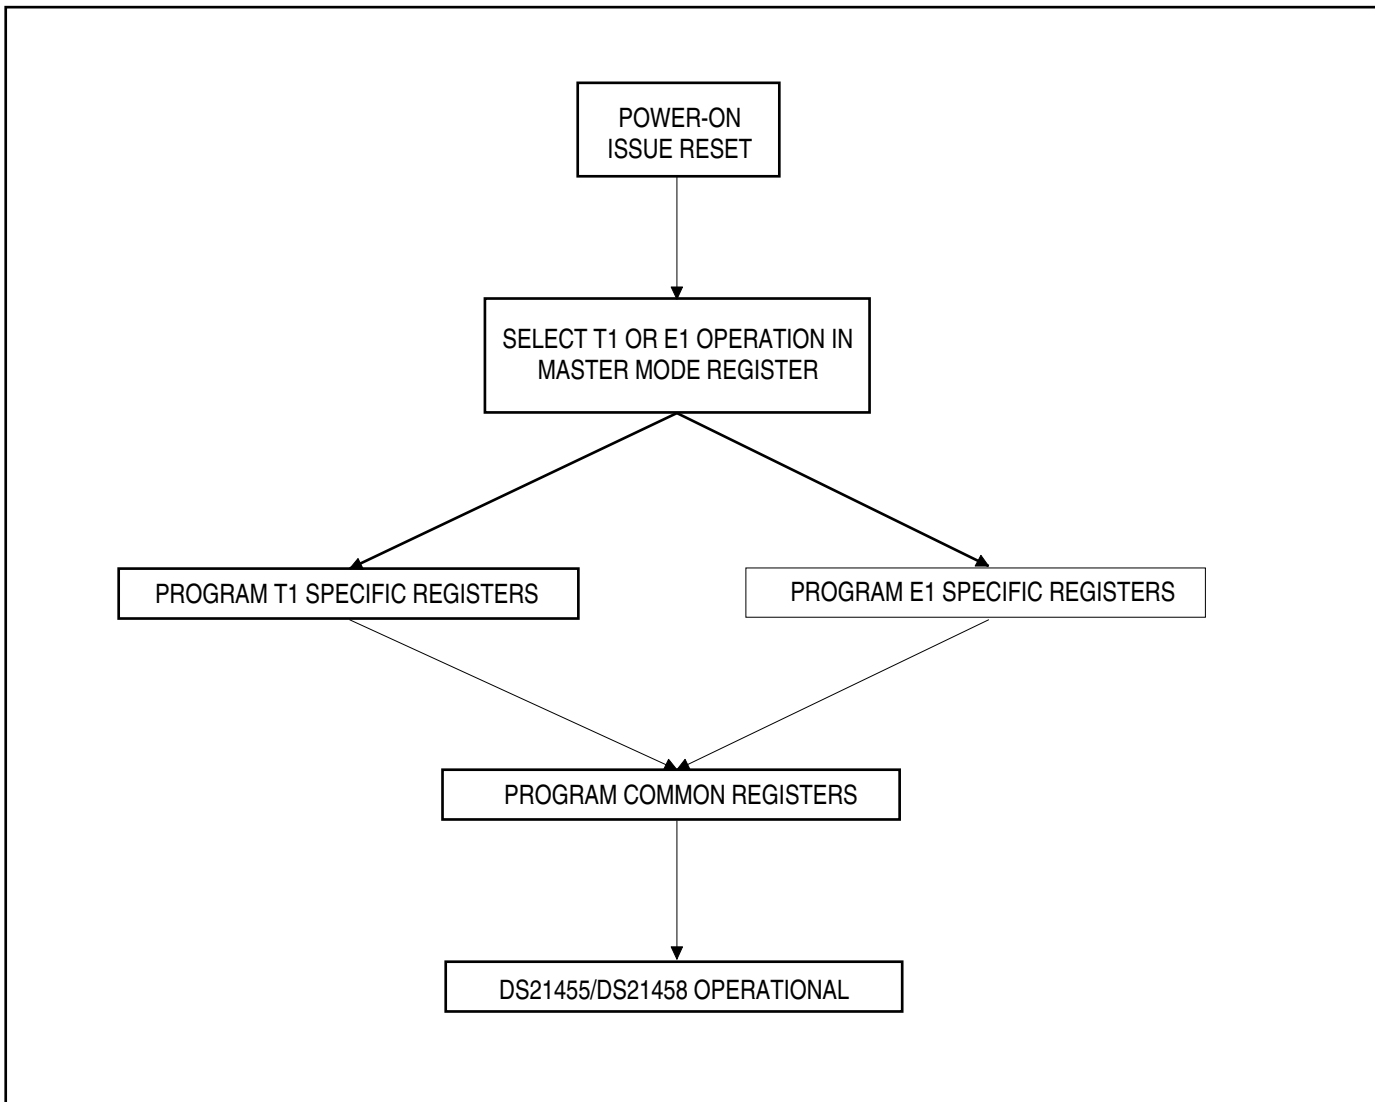 POWER-ON
ISSUE RESET
SELECT T1 OR E1 OPERATION IN
MASTER MODE REGISTER
PROGRAM T1 SPECIFIC REGISTERS
PROGRAM E1 SPECIFIC REGISTERS
PROGRAM COMMON REGISTERS
DS21455/DS21458 OPERATIONAL